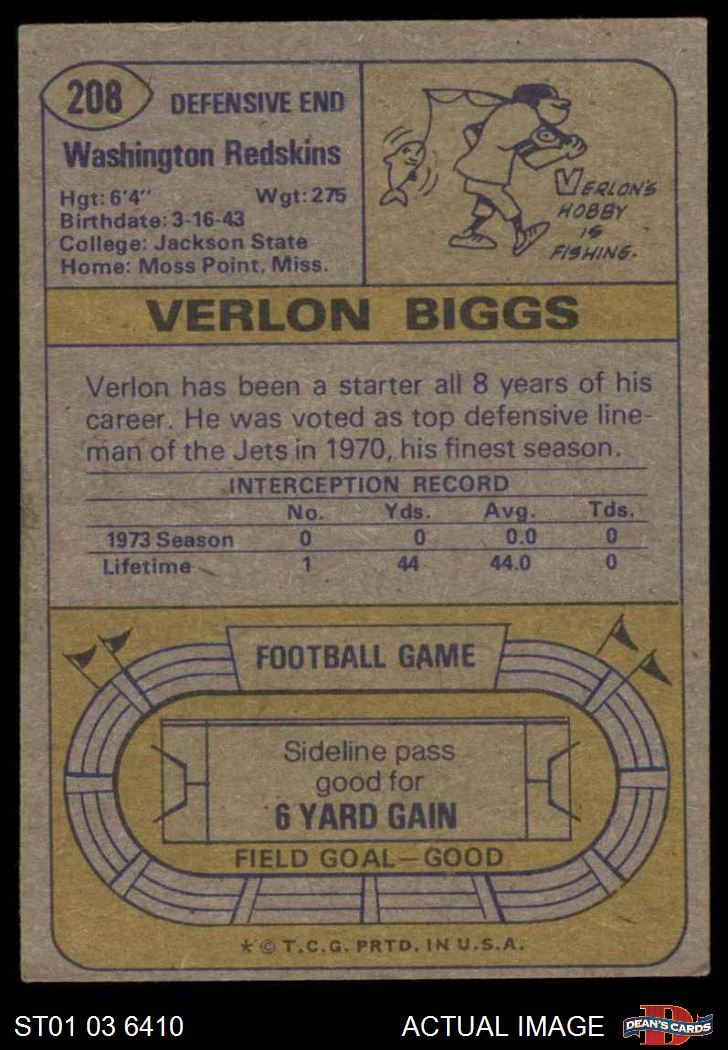 208
DEFENSIVE END
Washington Redskins
Hgt: 6'4" Wgt: 275
Birthdate: 3-16-43
College: Jackson State
Home: Moss Point, Miss.
VERLON'S
HOBBY
IS
FISHING.
VERLON BIGGS
Verlon has been a starter all 8 years of his
career. He was voted as top defensive line-
man of the Jets in 1970, his finest season.
INTERCEPTION RECORD
No. Yds. Avg. Tds.
1973 Season 0 0 0.0 0
Lifetime 1 44 44.0 0
FOOTBALL GAME
Sideline pass
good for
6 YARD GAIN
FIELD GOAL—GOOD
* © T.C.G. PRTD. IN U.S.A.
ST01 03 6410 ACTUAL IMAGE
DEAN'S CARDS